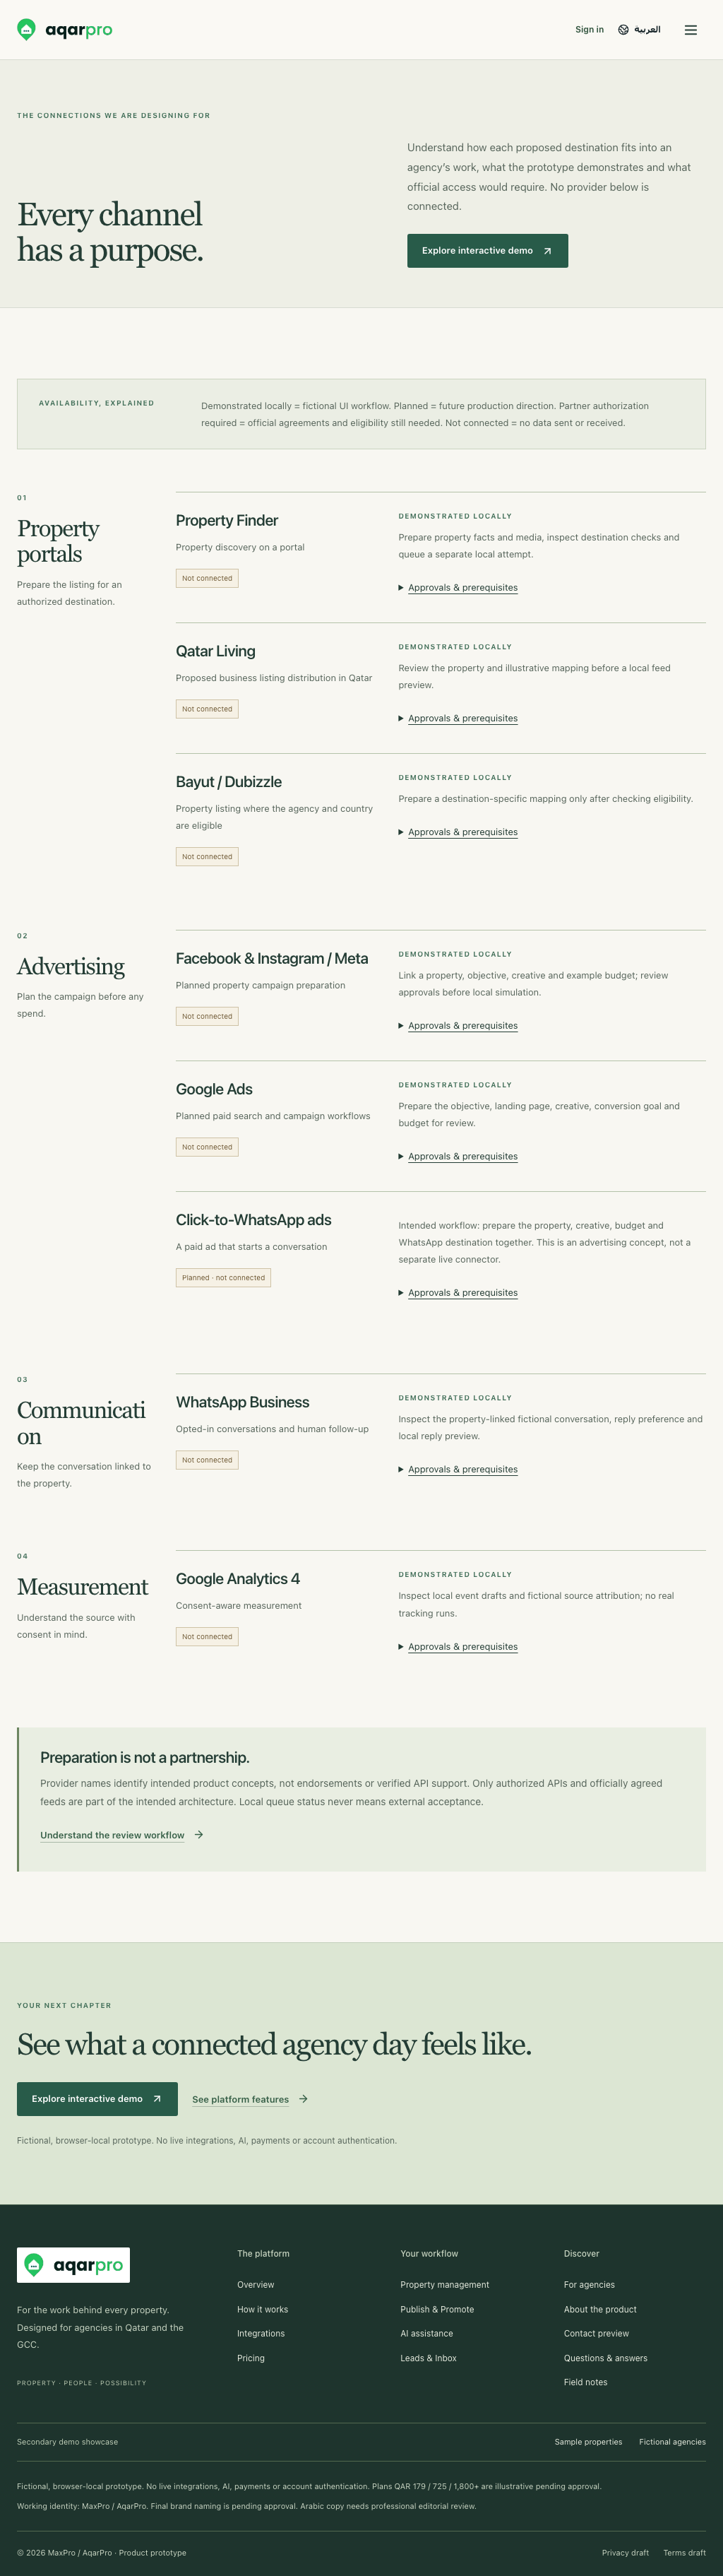 aqarpro
Sign in
العربية
THE CONNECTIONS WE ARE DESIGNING FOR
Every channel
has a purpose.
Understand how each proposed destination fits into an
agency's work, what the prototype demonstrates and what
official access would require. No provider below is
connected.
Explore interactive demo
AVAILABILITY, EXPLAINED
Demonstrated locally = fictional UI workflow. Planned = future production direction. Partner authorization
required = official agreements and eligibility still needed. Not connected = no data sent or received.
01
Property
portals
Prepare the listing for an
authorized destination.
Property Finder
Property discovery on a portal
Not connected
DEMONSTRATED LOCALLY
Prepare property facts and media, inspect destination checks and
queue a separate local attempt.
Approvals & prerequisites
Qatar Living
Proposed business listing distribution in Qatar
Not connected
DEMONSTRATED LOCALLY
Review the property and illustrative mapping before a local feed
preview.
Approvals & prerequisites
Bayut / Dubizzle
Property listing where the agency and country
are eligible
Not connected
DEMONSTRATED LOCALLY
Prepare a destination-specific mapping only after checking eligibility.
Approvals & prerequisites
02
Advertising
Plan the campaign before any
spend.
Facebook & Instagram / Meta
Planned property campaign preparation
Not connected
DEMONSTRATED LOCALLY
Link a property, objective, creative and example budget; review
approvals before local simulation.
Approvals & prerequisites
Google Ads
Planned paid search and campaign workflows
Not connected
DEMONSTRATED LOCALLY
Prepare the objective, landing page, creative, conversion goal and
budget for review.
Approvals & prerequisites
Click-to-WhatsApp ads
A paid ad that starts a conversation
Planned · not connected
Intended workflow: prepare the property, creative, budget and
WhatsApp destination together. This is an advertising concept, not a
separate live connector.
Approvals & prerequisites
03
Communicati
on
Keep the conversation linked to
the property.
WhatsApp Business
Opted-in conversations and human follow-up
Not connected
DEMONSTRATED LOCALLY
Inspect the property-linked fictional conversation, reply preference and
local reply preview.
Approvals & prerequisites
04
Measurement
Understand the source with
consent in mind.
Google Analytics 4
Consent-aware measurement
Not connected
DEMONSTRATED LOCALLY
Inspect local event drafts and fictional source attribution; no real
tracking runs.
Approvals & prerequisites
Preparation is not a partnership.
Provider names identify intended product concepts, not endorsements or verified API support. Only authorized APIs and officially agreed
feeds are part of the intended architecture. Local queue status never means external acceptance.
Understand the review workflow
YOUR NEXT CHAPTER
See what a connected agency day feels like.
Explore interactive demo
See platform features
Fictional, browser-local prototype. No live integrations, AI, payments or account authentication.
aqarpro
For the work behind every property.
Designed for agencies in Qatar and the
GCC.
PROPERTY · PEOPLE · POSSIBILITY
The platform
Overview
How it works
Integrations
Pricing
Your workflow
Property management
Publish & Promote
AI assistance
Leads & Inbox
Discover
For agencies
About the product
Contact preview
Questions & answers
Field notes
Secondary demo showcase
Sample properties
Fictional agencies
Fictional, browser-local prototype. No live integrations, AI, payments or account authentication. Plans QAR 179 / 725 / 1,800+ are illustrative pending approval.
Working identity: MaxPro / AqarPro. Final brand naming is pending approval. Arabic copy needs professional editorial review.
© 2026 MaxPro / AqarPro · Product prototype
Privacy draft
Terms draft